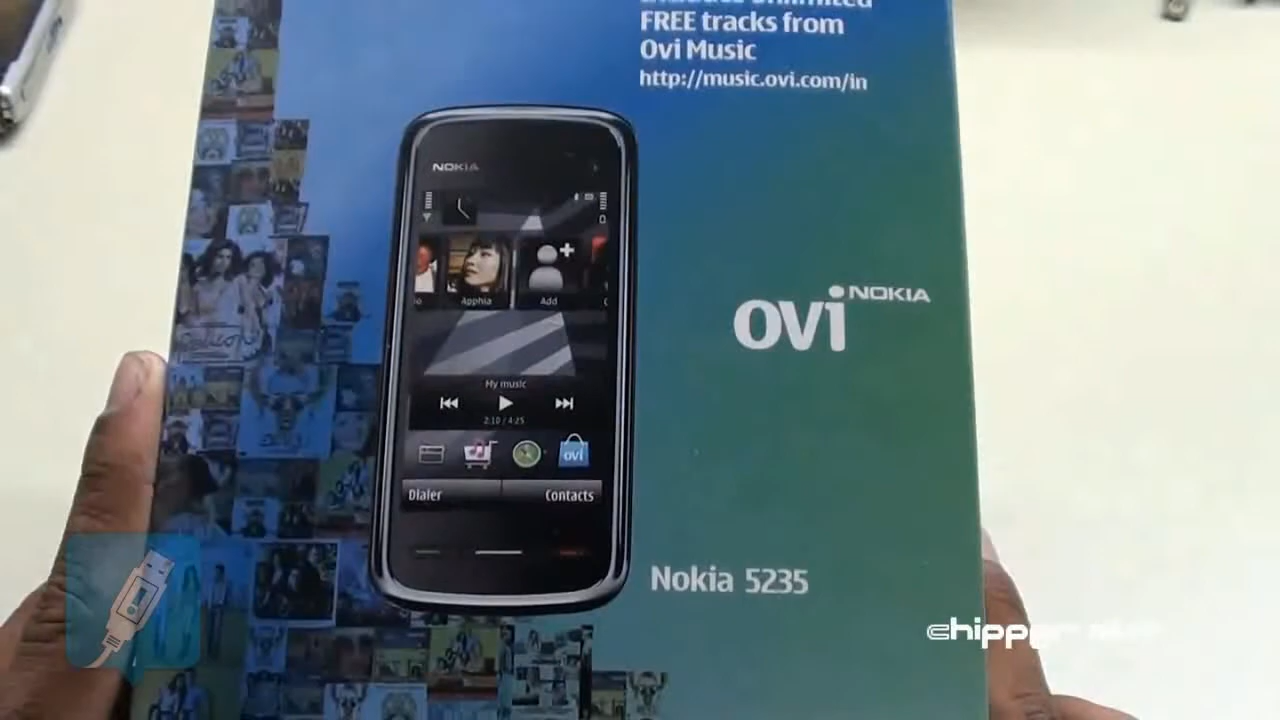 FREE tracks from
Ovi Music
http://music.ovi.com/in
NOKIA
Apphia
Add
My music
2:10 / 4:25
ovi
Dialer
Contacts
ovi NOKIA
Nokia 5235